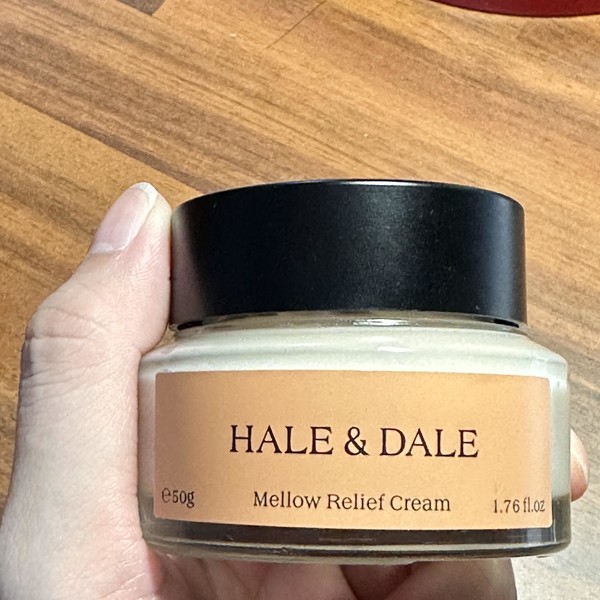 HALE & DALE
℮50g Mellow Relief Cream 1.76 fl.oz